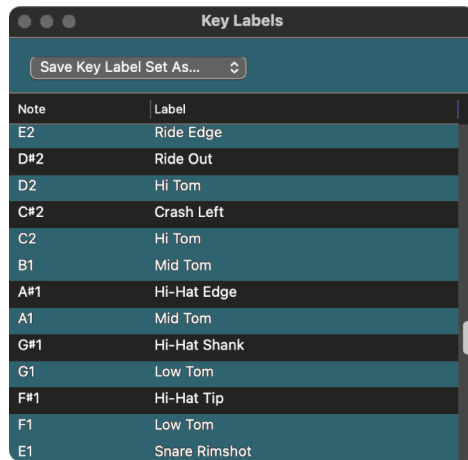 Key Labels
Save Key Label Set As...
Note Label
E2 Ride Edge
D#2 Ride Out
D2 Hi Tom
C#2 Crash Left
C2 Hi Tom
B1 Mid Tom
A#1 Hi-Hat Edge
A1 Mid Tom
G#1 Hi-Hat Shank
G1 Low Tom
F#1 Hi-Hat Tip
F1 Low Tom
E1 Snare Rimshot